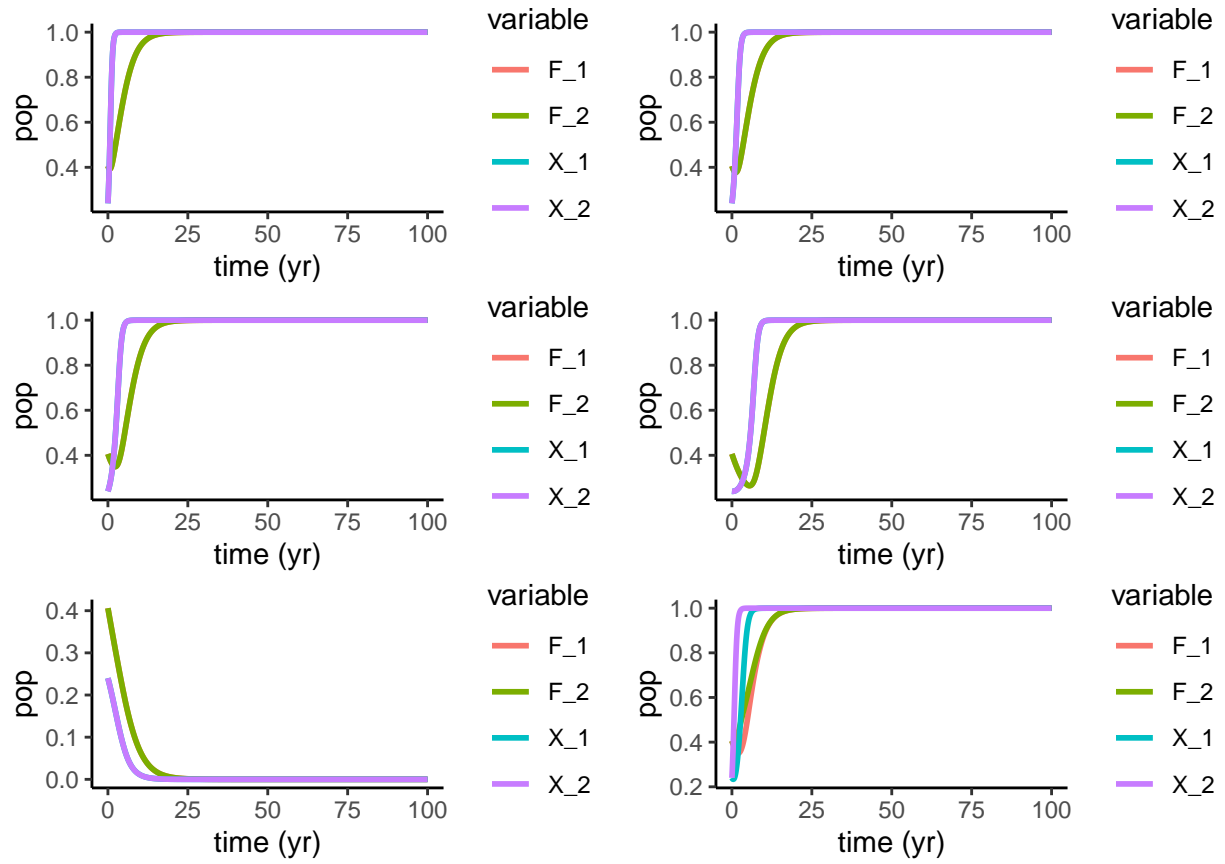 variable
1.0
0.8
0.6
0.4
pop
F_1
F_2
X_1
X_2
0 25 50 75 100
time (yr)
variable
1.0
0.8
0.6
0.4
pop
F_1
F_2
X_1
X_2
0 25 50 75 100
time (yr)
variable
1.0
0.8
0.6
0.4
pop
F_1
F_2
X_1
X_2
0 25 50 75 100
time (yr)
variable
1.0
0.8
0.6
0.4
pop
F_1
F_2
X_1
X_2
0 25 50 75 100
time (yr)
variable
0.4
0.3
0.2
0.1
0.0
pop
F_1
F_2
X_1
X_2
0 25 50 75 100
time (yr)
variable
1.0
0.8
0.6
0.4
0.2
pop
F_1
F_2
X_1
X_2
0 25 50 75 100
time (yr)